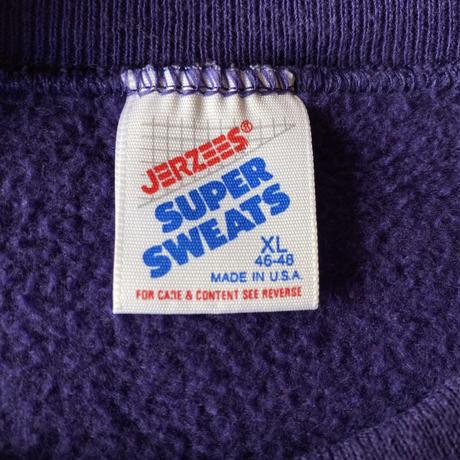 JERZEES®
SUPER
SWEATS
XL
46-48
MADE IN U.S.A.
FOR CARE & CONTENT SEE REVERSE